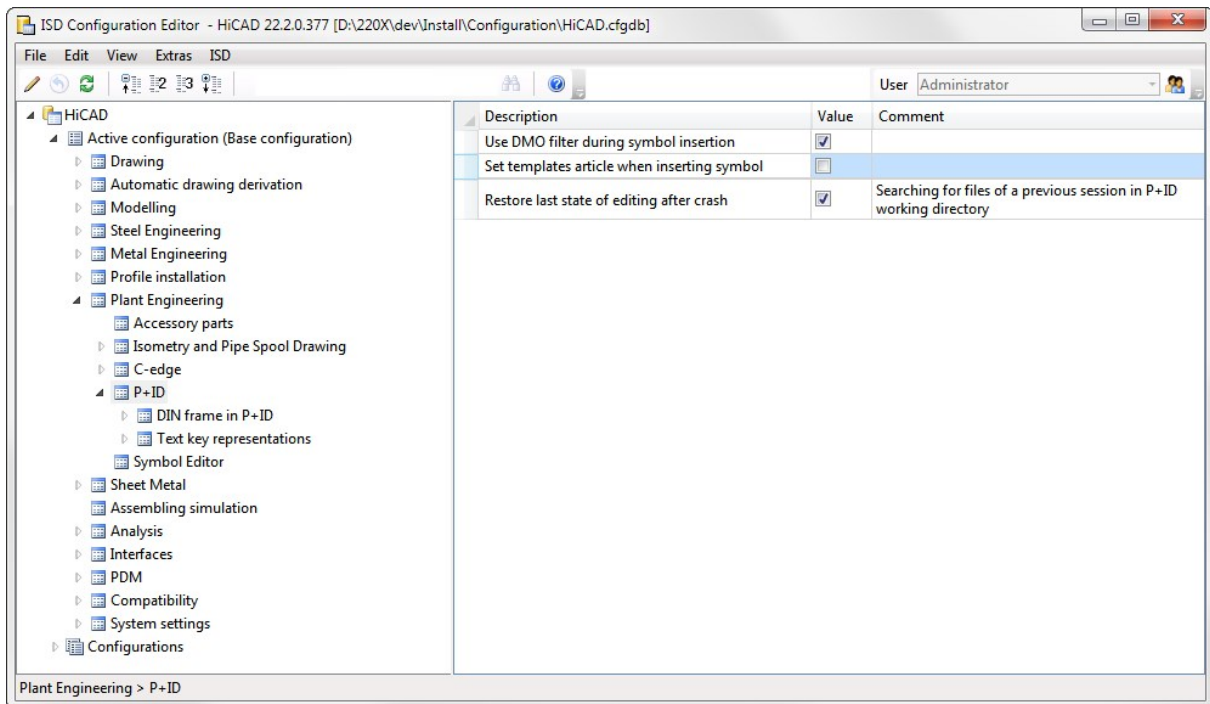 ISD Configuration Editor - HiCAD 22.2.0.377 [D:\220X\dev\Install\Configuration\HiCAD.cfgdb]
File Edit View Extras ISD
2 3 User Administrator
HiCAD
Active configuration (Base configuration)
Drawing
Automatic drawing derivation
Modelling
Steel Engineering
Metal Engineering
Profile installation
Plant Engineering
Accessory parts
Isometry and Pipe Spool Drawing
C-edge
P+ID
DIN frame in P+ID
Text key representations
Symbol Editor
Sheet Metal
Assembling simulation
Analysis
Interfaces
PDM
Compatibility
System settings
Configurations
Description Value Comment
Use DMO filter during symbol insertion
Set templates article when inserting symbol
Restore last state of editing after crash Searching for files of a previous session in P+ID
working directory
Plant Engineering > P+ID